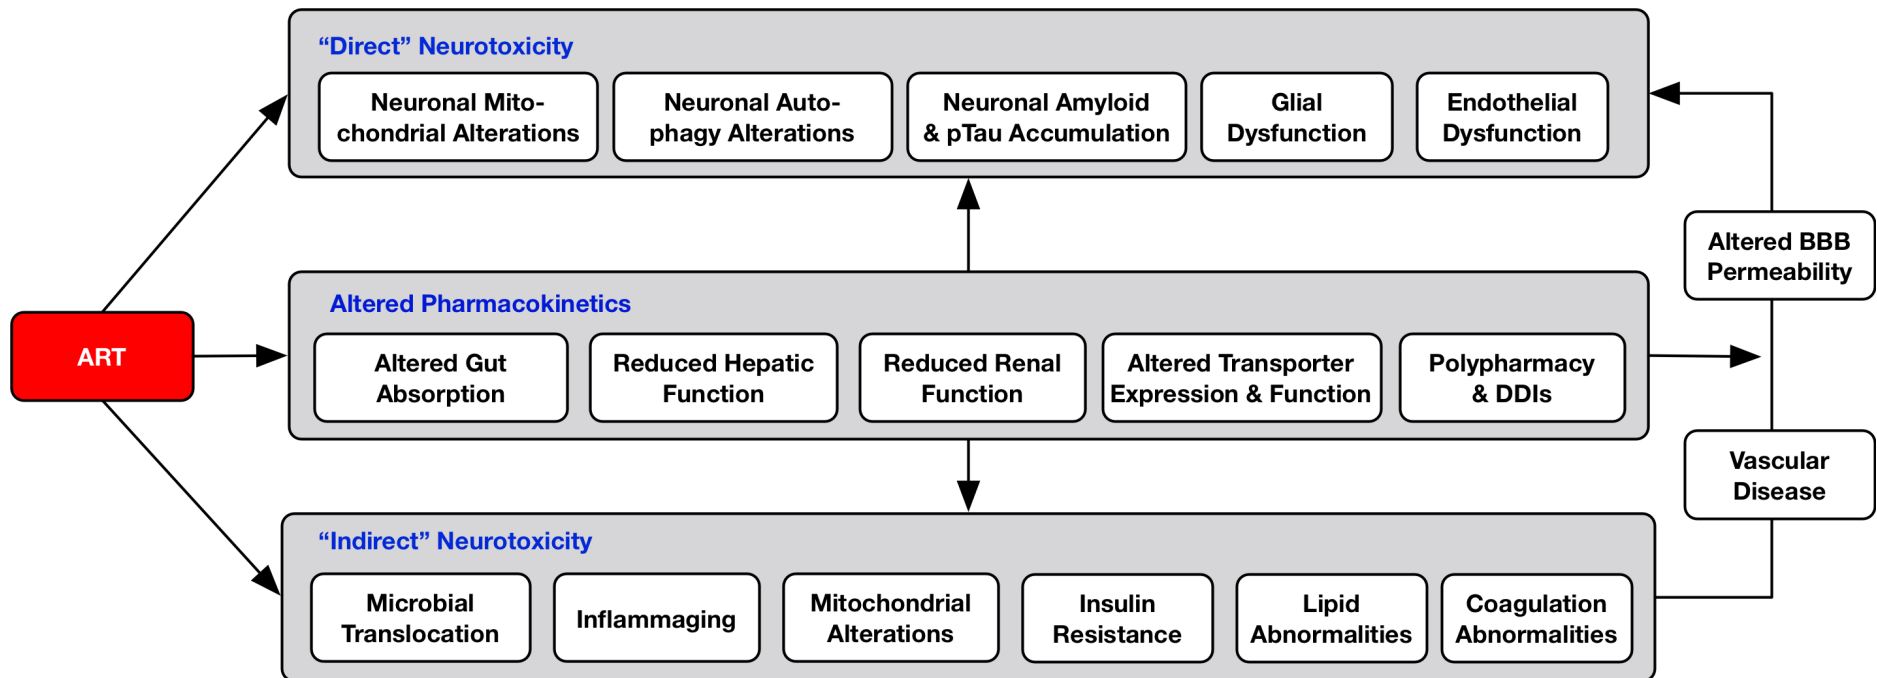 “Direct” Neurotoxicity
Neuronal Mito-
chondrial Alterations
Neuronal Auto-
phagy Alterations
Neuronal Amyloid
& pTau Accumulation
Glial
Dysfunction
Endothelial
Dysfunction
Altered BBB
Permeability
ART
Altered Pharmacokinetics
Altered Gut
Absorption
Reduced Hepatic
Function
Reduced Renal
Function
Altered Transporter
Expression & Function
Polypharmacy
& DDIs
Vascular
Disease
“Indirect” Neurotoxicity
Microbial
Translocation
Inflammaging
Mitochondrial
Alterations
Insulin
Resistance
Lipid
Abnormalities
Coagulation
Abnormalities